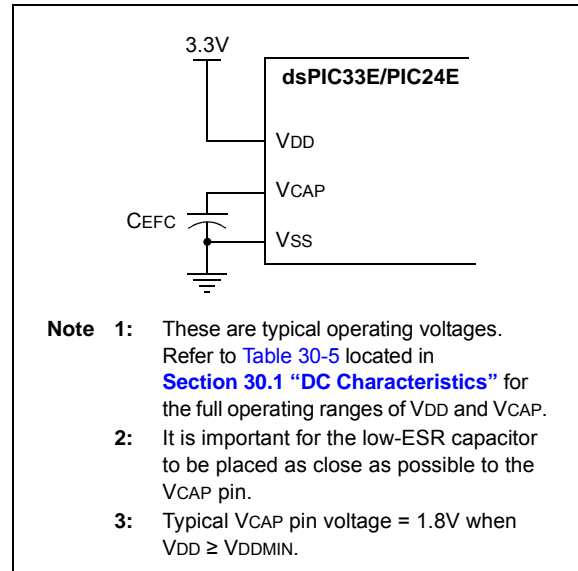 3.3V
dsPIC33E/PIC24E
VDD
VCAP
CEFC
VSS
Note 1: These are typical operating voltages.
Refer to Table 30-5 located in
Section 30.1 “DC Characteristics” for
the full operating ranges of VDD and VCAP.
2: It is important for the low-ESR capacitor
to be placed as close as possible to the
VCAP pin.
3: Typical VCAP pin voltage = 1.8V when
VDD ≥ VDDMIN.